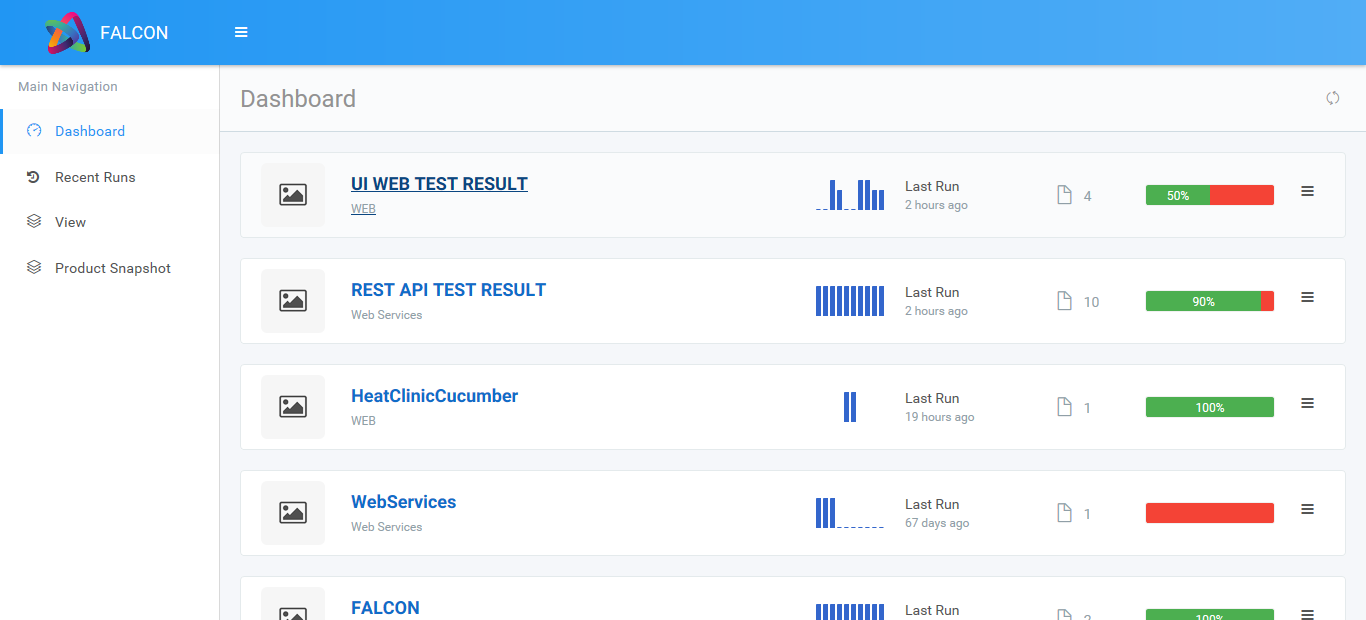 FALCON
Main Navigation
Dashboard
Recent Runs
View
Product Snapshot
Dashboard
UI WEB TEST RESULT
WEB
Last Run
2 hours ago
4
50%
REST API TEST RESULT
Web Services
Last Run
2 hours ago
10
90%
HeatClinicCucumber
WEB
Last Run
19 hours ago
1
100%
WebServices
Web Services
Last Run
67 days ago
1
FALCON
Last Run
2
100%